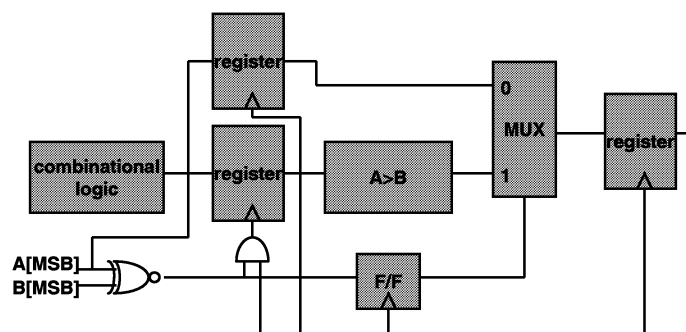 register
0
MUX
register
combinational
logic
register
A>B
1
A[MSB]
B[MSB]
F/F